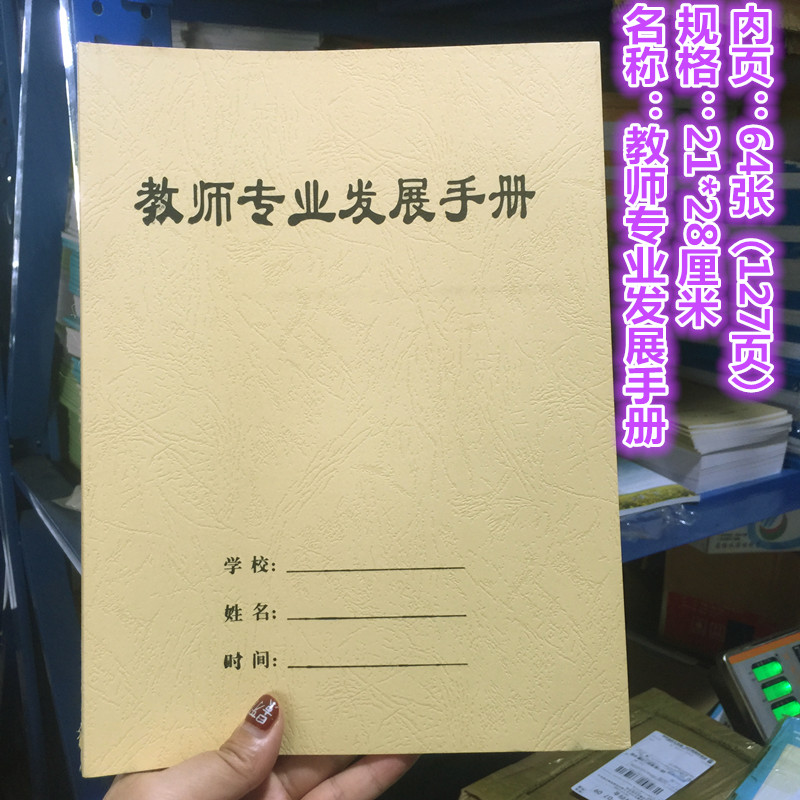 教师专业发展手册
学校:
姓名:
时间:
名称：教师专业发展手册
规格：21*28厘米
内页：64张（127页）